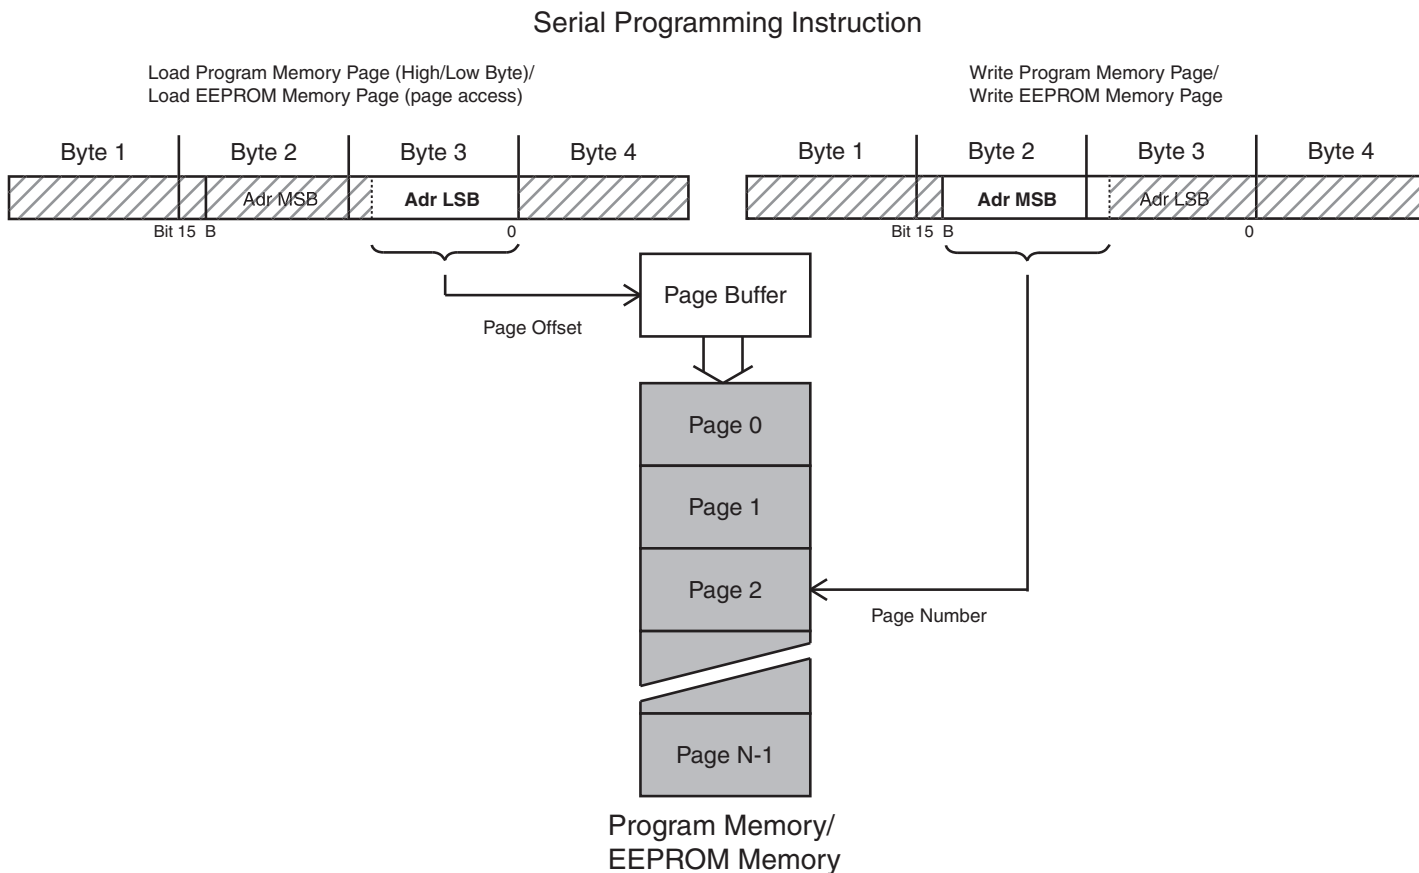 Serial Programming Instruction
Load Program Memory Page (High/Low Byte)/
Load EEPROM Memory Page (page access)
Write Program Memory Page/
Write EEPROM Memory Page
Byte 1 Byte 2 Byte 3 Byte 4
Byte 1 Byte 2 Byte 3 Byte 4
Adr MSB Adr LSB
Adr MSB Adr LSB
Bit 15 B 0
Bit 15 B 0
Page Buffer
Page Offset
Page 0
Page 1
Page 2
Page Number
Page N-1
Program Memory/
EEPROM Memory